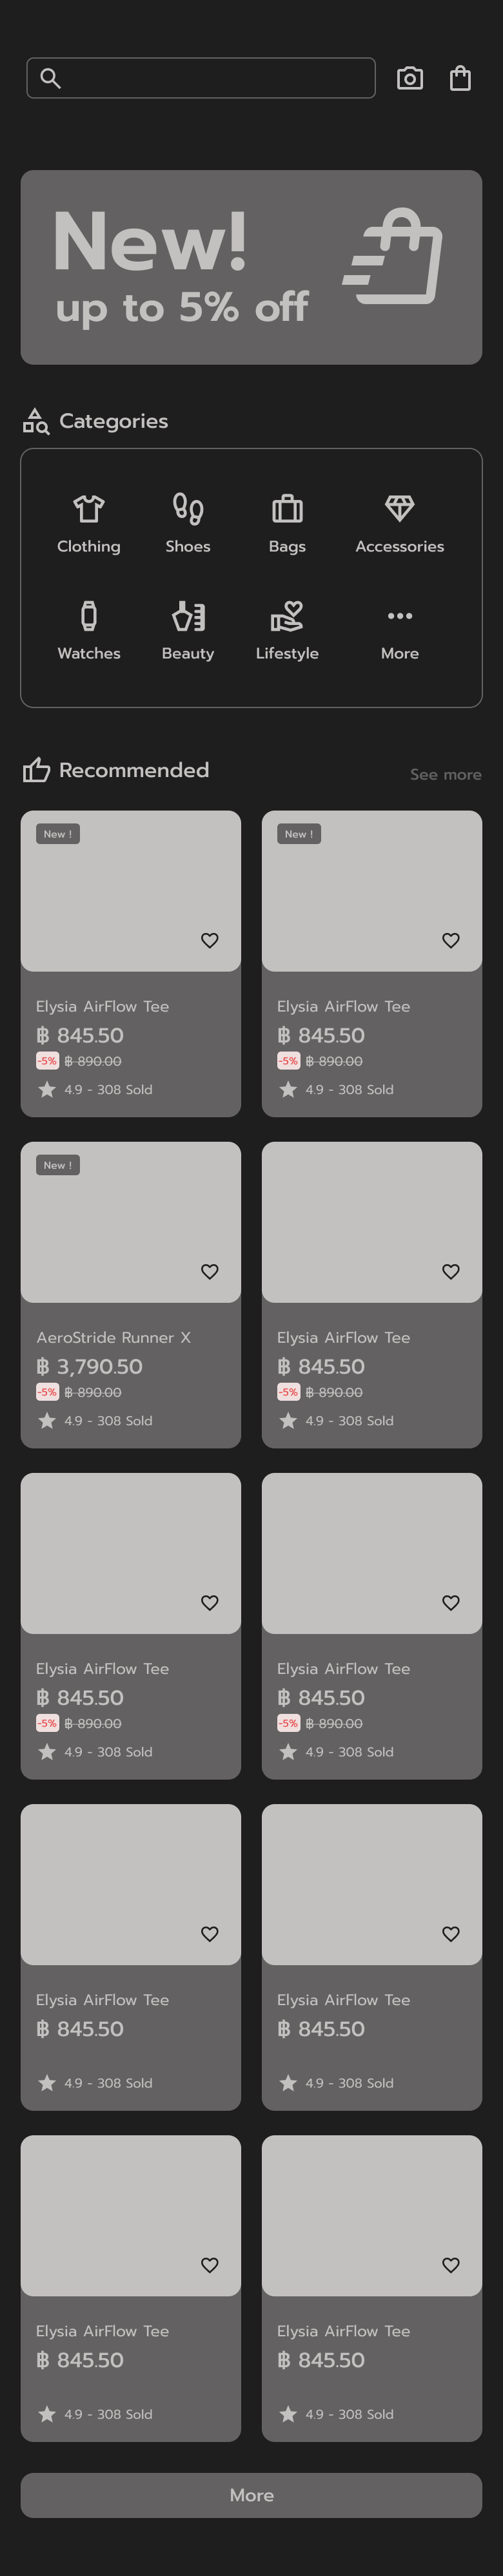 New!
up to 5% off
Categories
Clothing
Shoes
Bags
Accessories
Watches
Beauty
Lifestyle
More
Recommended
See more
New !
Elysia AirFlow Tee
฿ 845.50
-5% ฿ 890.00
4.9 - 308 Sold
New !
Elysia AirFlow Tee
฿ 845.50
-5% ฿ 890.00
4.9 - 308 Sold
New !
AeroStride Runner X
฿ 3,790.50
-5% ฿ 890.00
4.9 - 308 Sold
Elysia AirFlow Tee
฿ 845.50
-5% ฿ 890.00
4.9 - 308 Sold
Elysia AirFlow Tee
฿ 845.50
-5% ฿ 890.00
4.9 - 308 Sold
Elysia AirFlow Tee
฿ 845.50
-5% ฿ 890.00
4.9 - 308 Sold
Elysia AirFlow Tee
฿ 845.50
4.9 - 308 Sold
Elysia AirFlow Tee
฿ 845.50
4.9 - 308 Sold
Elysia AirFlow Tee
฿ 845.50
4.9 - 308 Sold
Elysia AirFlow Tee
฿ 845.50
4.9 - 308 Sold
More